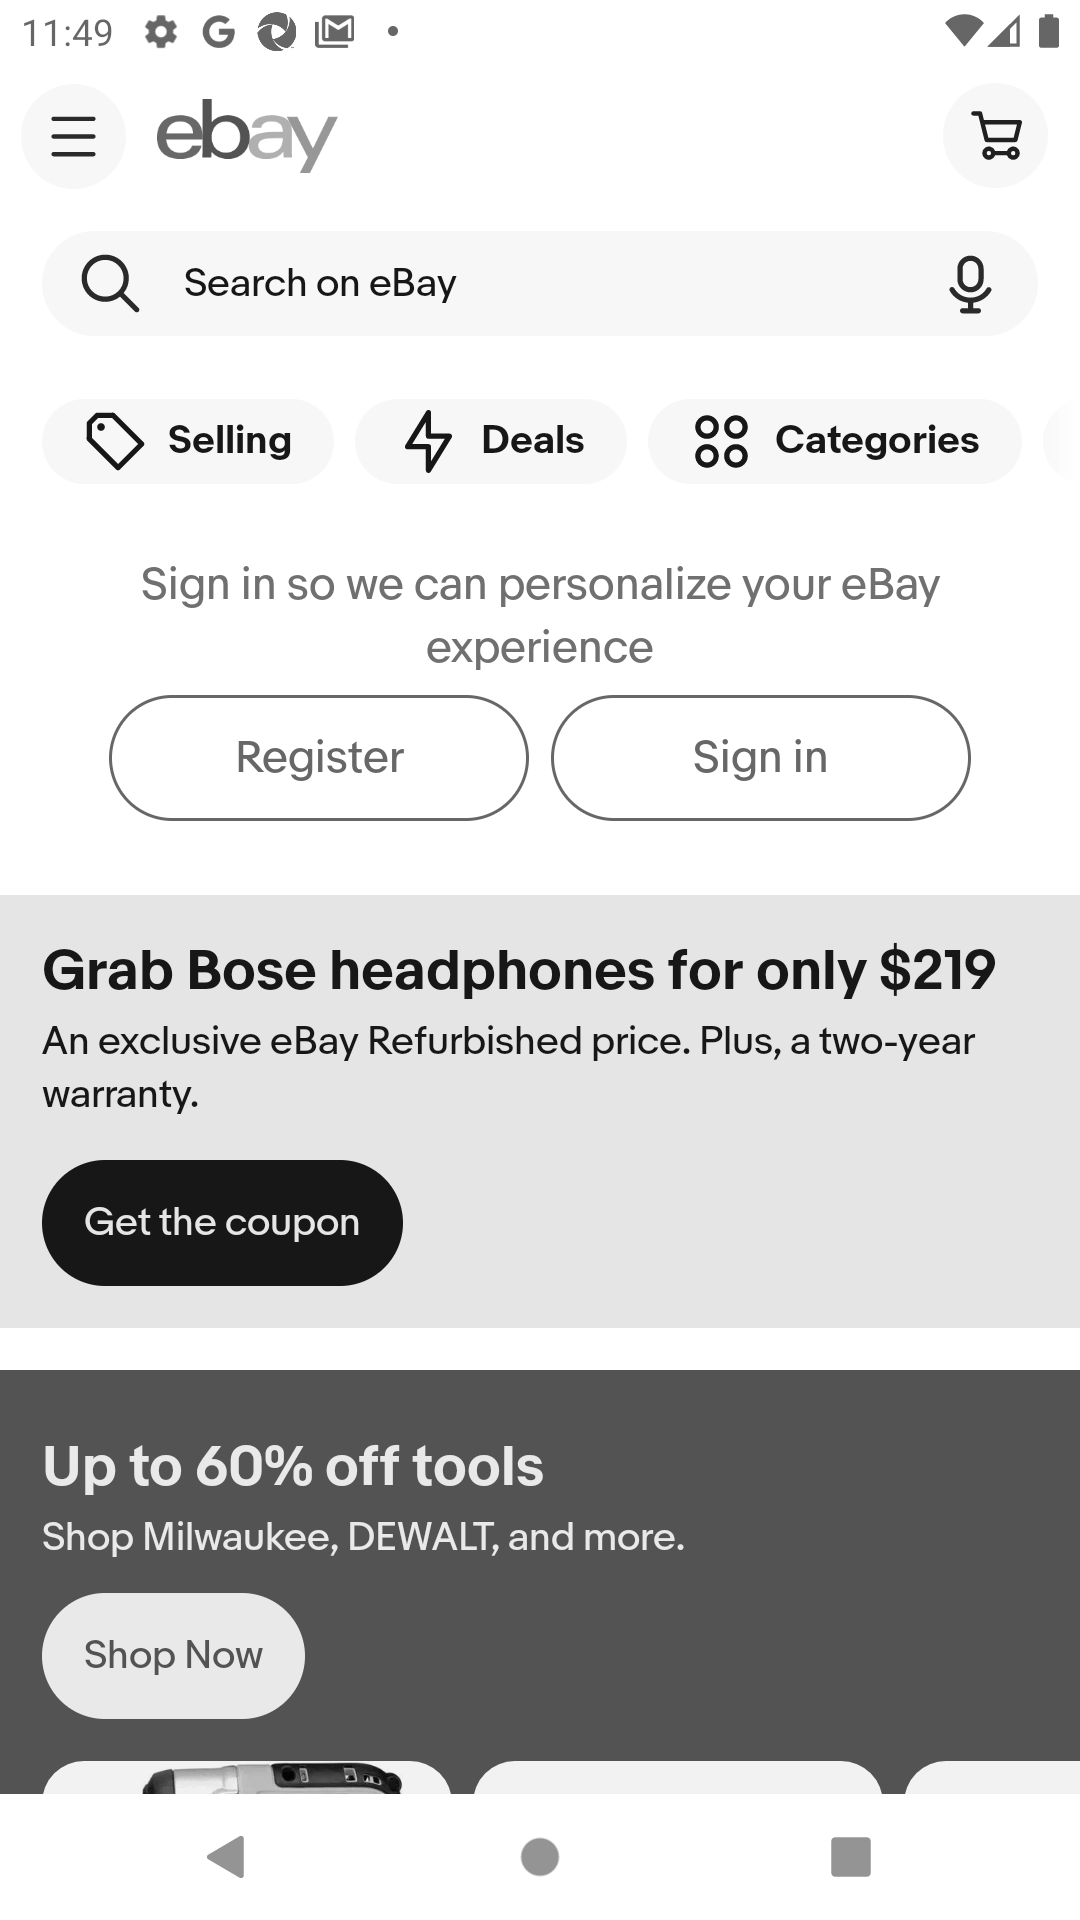 11:49
ebay
Search on eBay
Selling
Deals
Categories
Sign in so we can personalize your eBay
experience
Register
Sign in
Grab Bose headphones for only $219
An exclusive eBay Refurbished price. Plus, a two-year
warranty.
Get the coupon
Up to 60% off tools
Shop Milwaukee, DEWALT, and more.
Shop Now